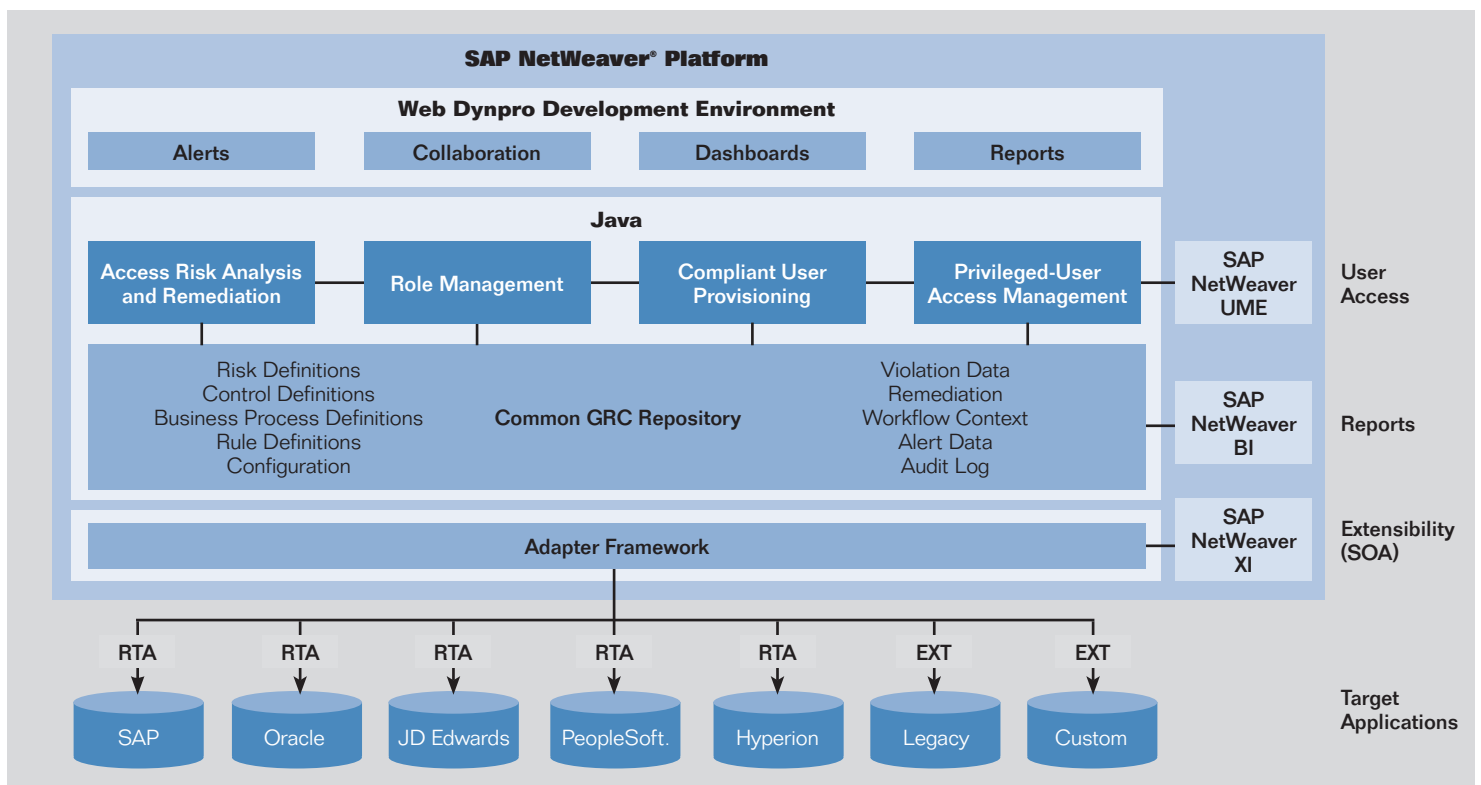 SAP NetWeaver® Platform
Web Dynpro Development Environment
Alerts
Collaboration
Dashboards
Reports
Java
Access Risk Analysis
and Remediation
Role Management
Compliant User
Provisioning
Privileged-User
Access Management
SAP
NetWeaver
UME
User
Access
Risk Definitions
Control Definitions
Business Process Definitions
Rule Definitions
Configuration
Common GRC Repository
Violation Data
Remediation
Workflow Context
Alert Data
Audit Log
SAP
NetWeaver
BI
Reports
Adapter Framework
SAP
NetWeaver
XI
Extensibility
(SOA)
RTA
RTA
RTA
RTA
RTA
EXT
EXT
SAP
Oracle
JD Edwards
PeopleSoft.
Hyperion
Legacy
Custom
Target
Applications